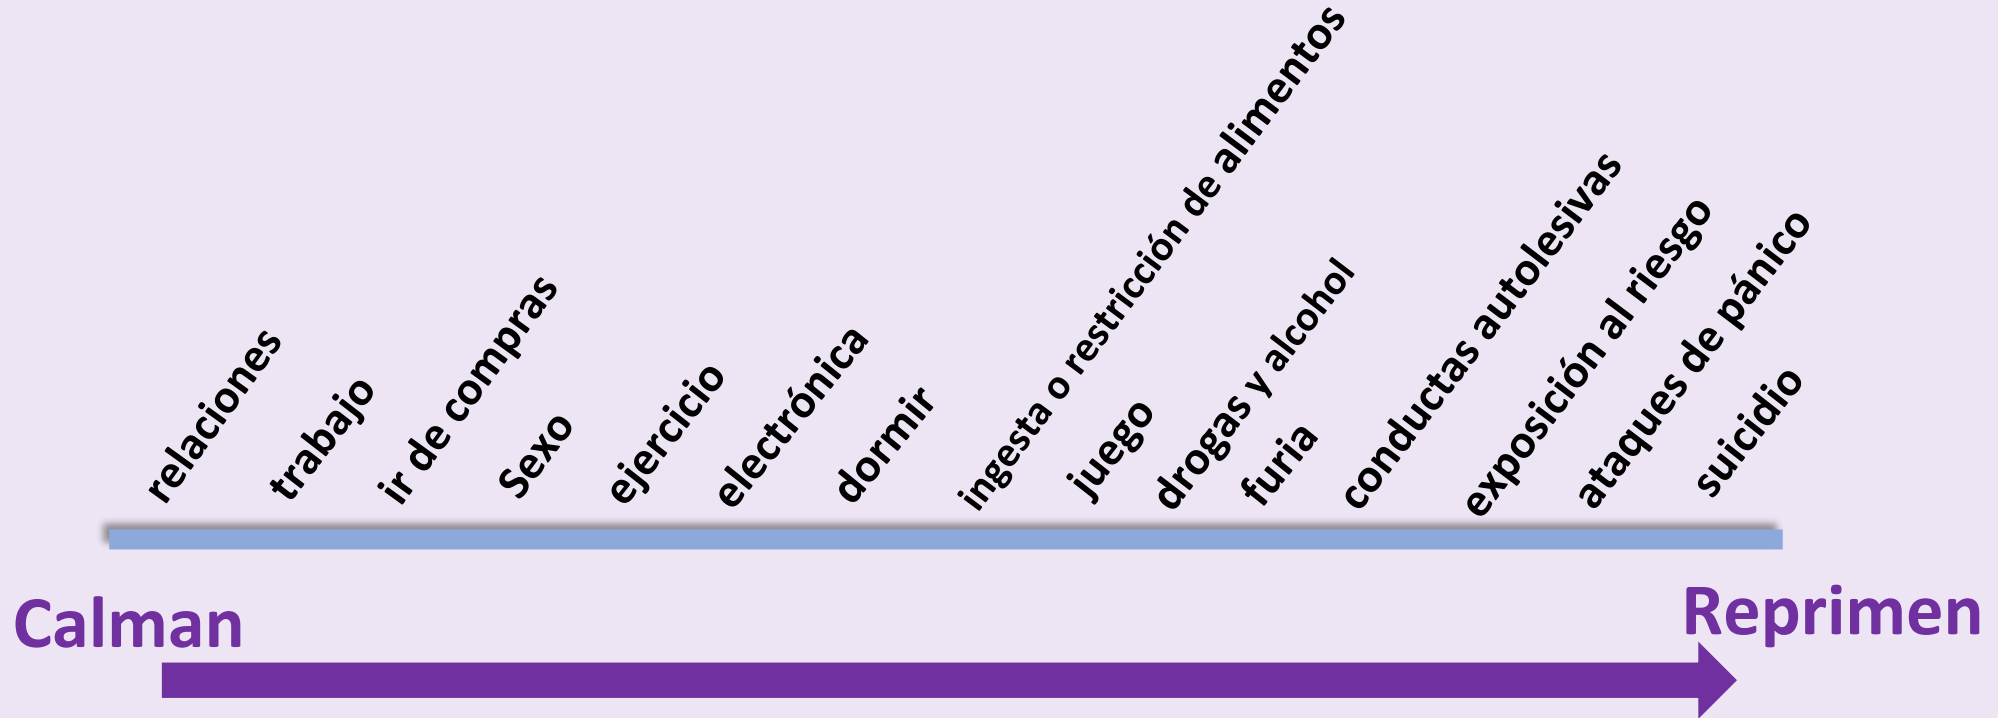 relaciones
trabajo
ir de compras
Sexo
ejercicio
electrónica
dormir
ingesta o restricción de alimentos
juego
drogas y alcohol
furia
conductas autolesivas
exposición al riesgo
ataques de pánico
suicidio
Calman
Reprimen